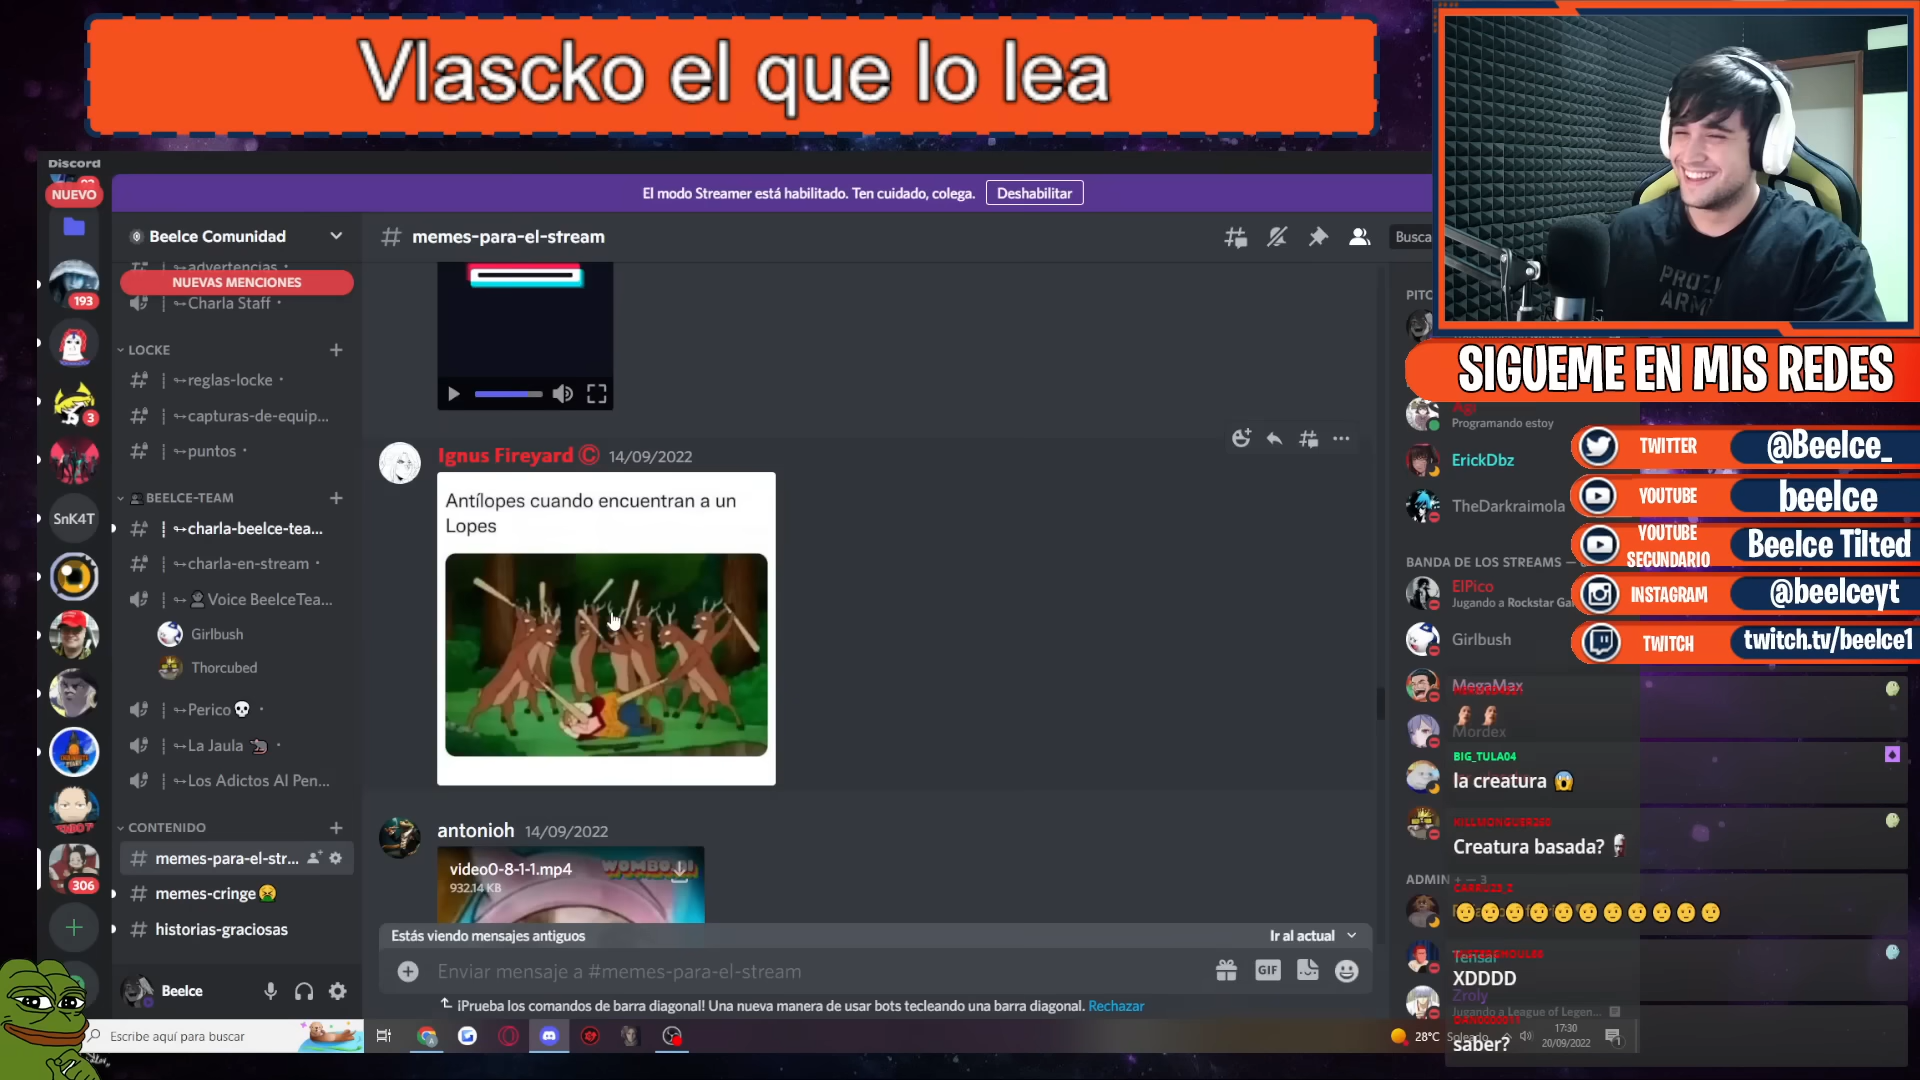 Vlascko el que lo lea
Discord
NUEVO
El modo Streamer está habilitado. Ten cuidado, colega.
Deshabilitar
Beelce Comunidad
memes-para-el-stream
Busca
advertencias
NUEVAS MENCIONES
Charla Staff
193
LOCKE
reglas-locke
capturas-de-equip...
puntos
3
BEELCE-TEAM
SnK4T
charla-beelce-tea...
charla-en-stream
Voice BeelceTea...
Girlbush
Thorcubed
Perico
La Jaula
Los Adictos Al Pen...
CONTENIDO
memes-para-el-str...
306
memes-cringe
historias-graciosas
Beelce
Ignus Fireyard © 14/09/2022
Antílopes cuando encuentran a un
Lopes
antonioh 14/09/2022
video0-8-1-1.mp4
932.14 KB
WOMBO.AI
Estás viendo mensajes antiguos
Ir al actual
Enviar mensaje a #memes-para-el-stream
GIF
¡Prueba los comandos de barra diagonal! Una nueva manera de usar bots tecleando una barra diagonal. Rechazar
Escribe aquí para buscar
28°C
17:30
20/09/2022
SIGUEME EN MIS REDES
TWITTER @Beelce_
YOUTUBE beelce
YOUTUBE SECUNDARIO Beelce Tilted
INSTAGRAM @beelceyt
TWITCH twitch.tv/beelce1
Agi
Programando estoy
ErickDbz
TheDarkraimola
BANDA DE LOS STREAMS —
ElPico
Jugando a Rockstar Ga
Girlbush
MegaMax
Mordex
BIG_TULA04
la creatura
KILLMONGUER360
Creatura basada?
ADMIN + — 3
Tensai
XDDDD
Zroly
Jugando a League of Legen...
saber?